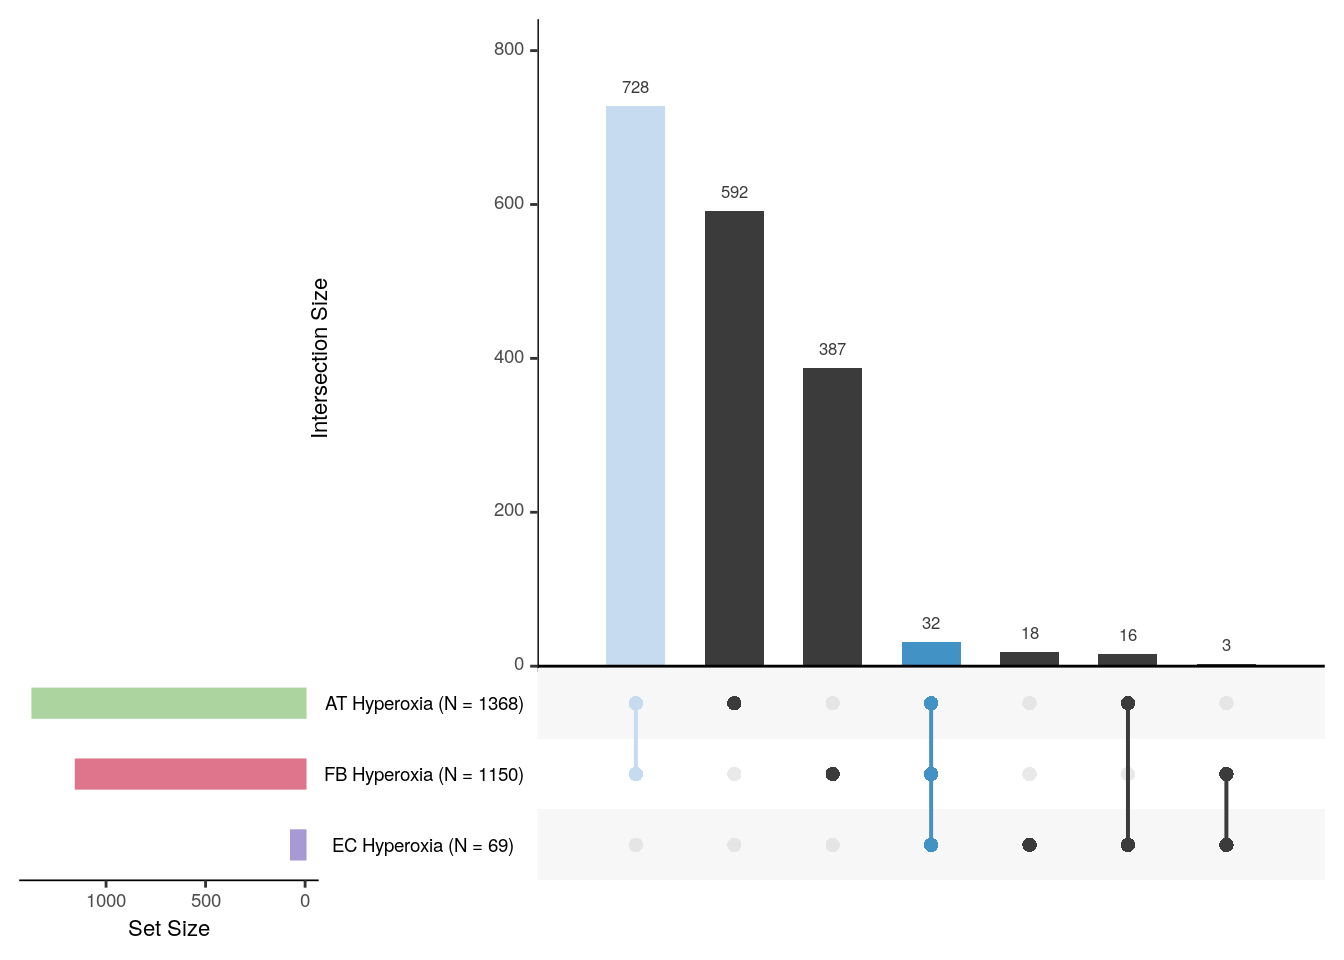 800
728
592
600
Intersection Size
400
387
200
32
18
16
3
0
AT Hyperoxia (N = 1368)
FB Hyperoxia (N = 1150)
EC Hyperoxia (N = 69)
1000 500 0
Set Size